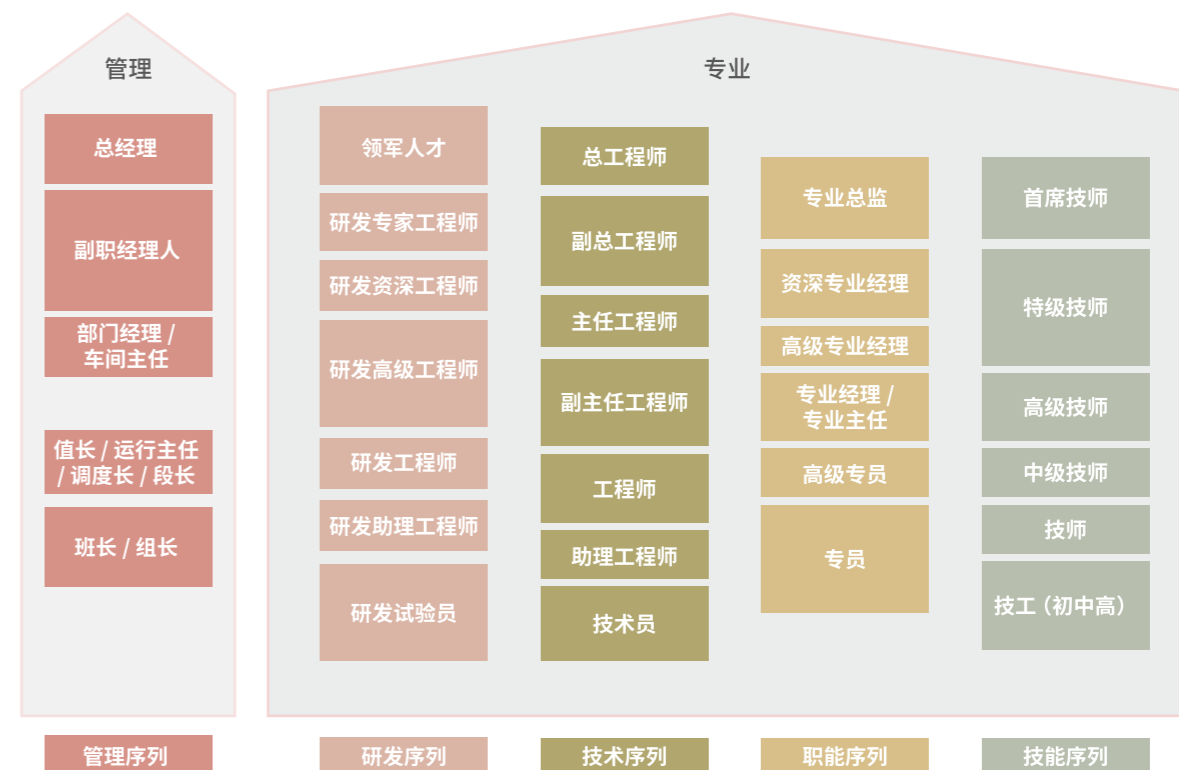 管理
总经理
副职经理人
部门经理 /
车间主任
值长 / 运行主任
/ 调度长 / 段长
班长 / 组长
管理序列
专业
领军人才
研发专家工程师
研发资深工程师
研发高级工程师
研发工程师
研发助理工程师
研发试验员
研发序列
总工程师
副总工程师
主任工程师
副主任工程师
工程师
助理工程师
技术员
技术序列
专业总监
资深专业经理
高级专业经理
专业经理 /
专业主任
高级专员
专员
职能序列
首席技师
特级技师
高级技师
中级技师
技师
技工（初中高）
技能序列